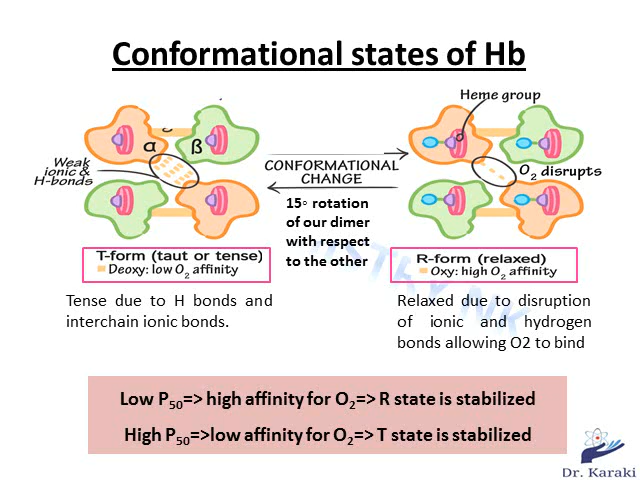 Conformational states of Hb
Heme group
α
ß
Weak
ionic &
H-bonds
CONFORMATIONAL
CHANGE
O2 disrupts
15◦ rotation
of our dimer
with respect
to the other
T-form (taut or tense)
Deoxy: low O2 affinity
R-form (relaxed)
Oxy: high O2 affinity
Tense due to H bonds and
interchain ionic bonds.
Relaxed due to disruption
of ionic and hydrogen
bonds allowing O2 to bind
Low P50=> high affinity for O2=> R state is stabilized
High P50=>low affinity for O2=> T state is stabilized
Dr. Karaki